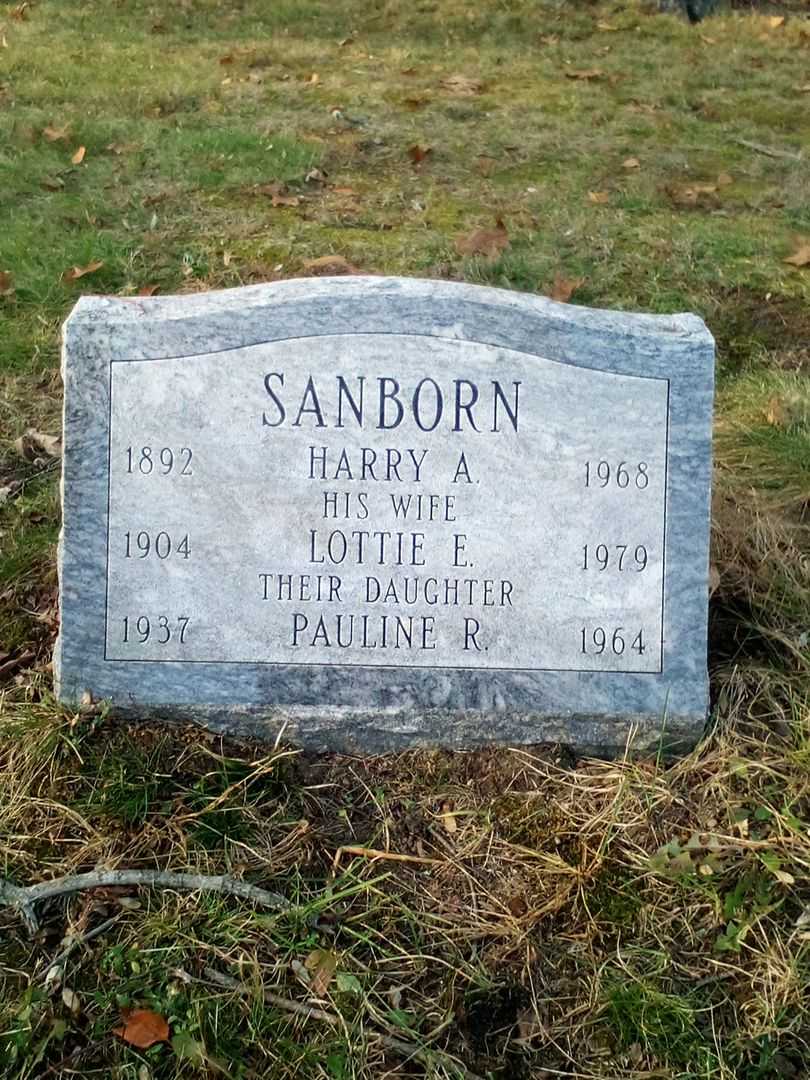 SANBORN
1892 HARRY A. 1968
HIS WIFE
1904 LOTTIE E. 1979
THEIR DAUGHTER
1937 PAULINE R. 1964